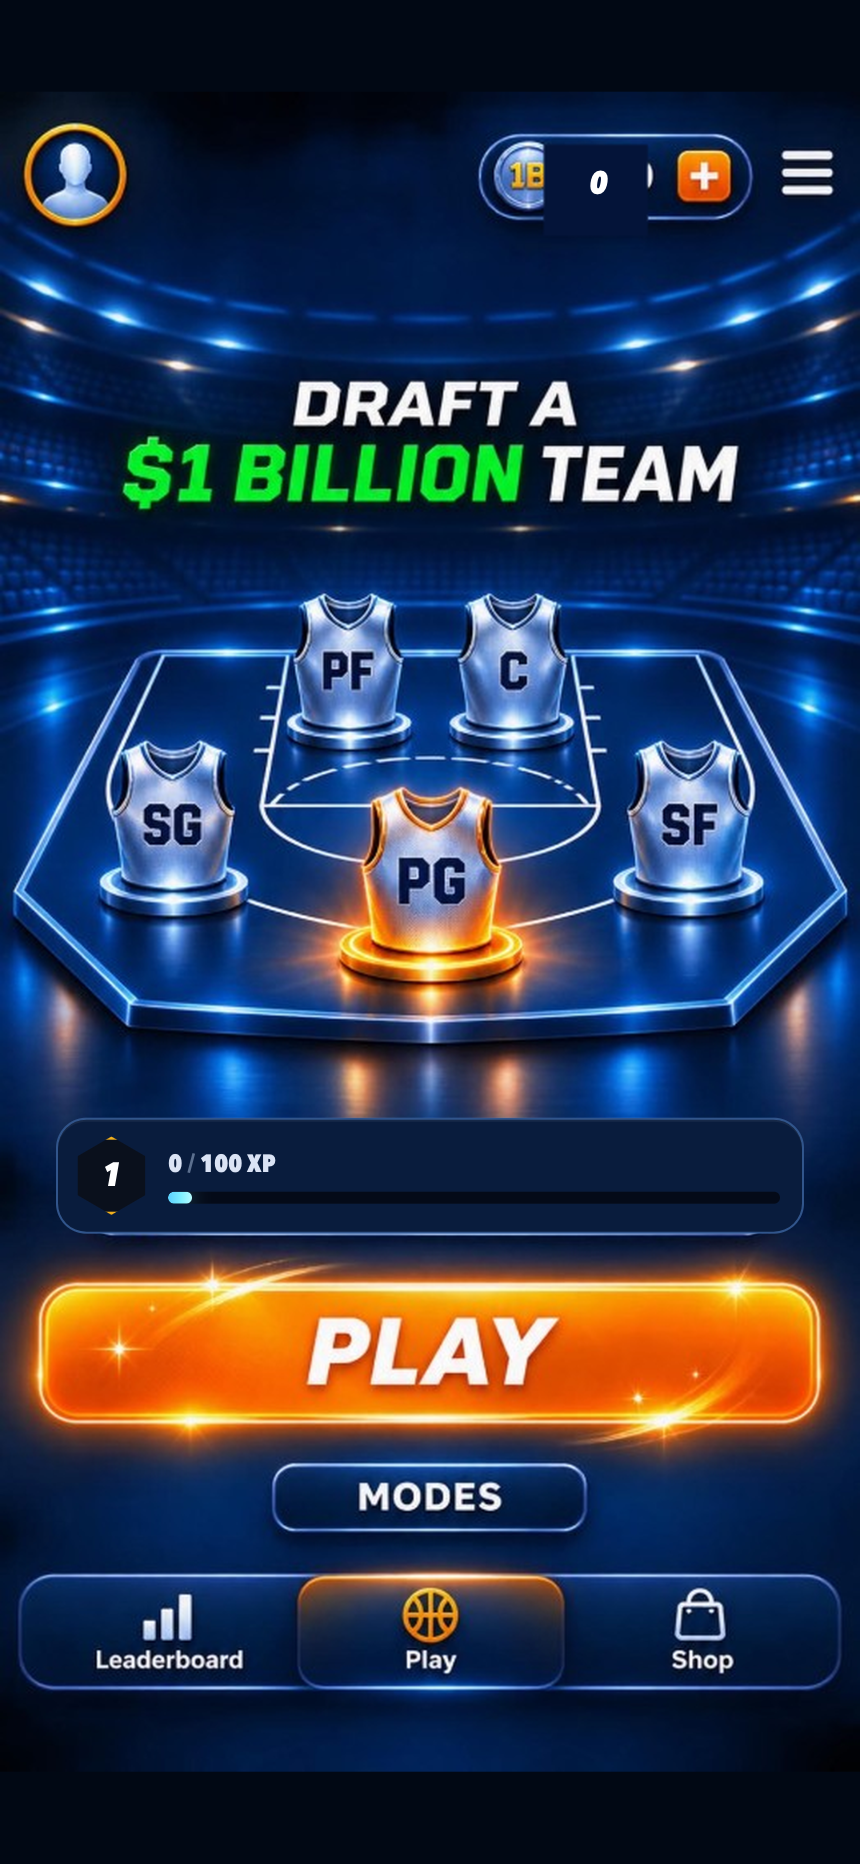 1B
0
DRAFT A
$1 BILLION TEAM
PF
C
SG
SF
PG
1
0 / 100 XP
PLAY
MODES
Leaderboard
Play
Shop